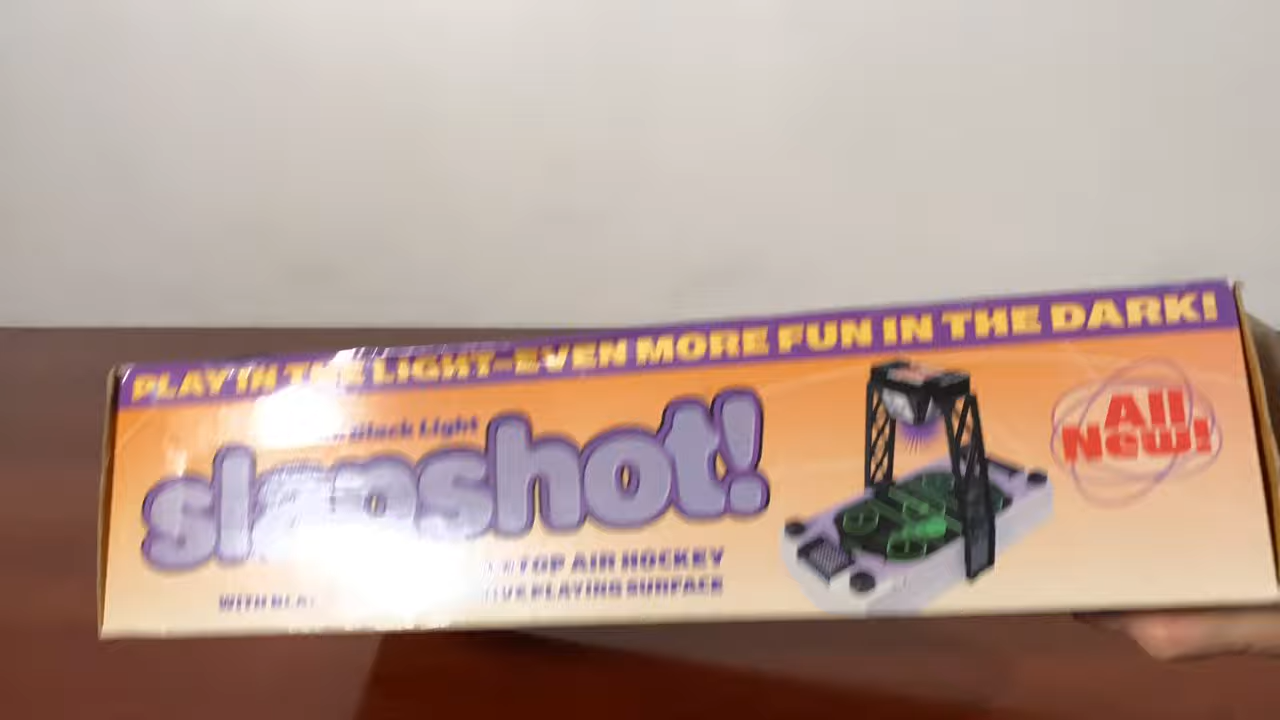 PLAY IN THE LIGHT-EVEN MORE FUN IN THE DARK!
Black Light
slapshot!
TOP AIR HOCKEY
WITH PLAYING SURFACE
All
New!